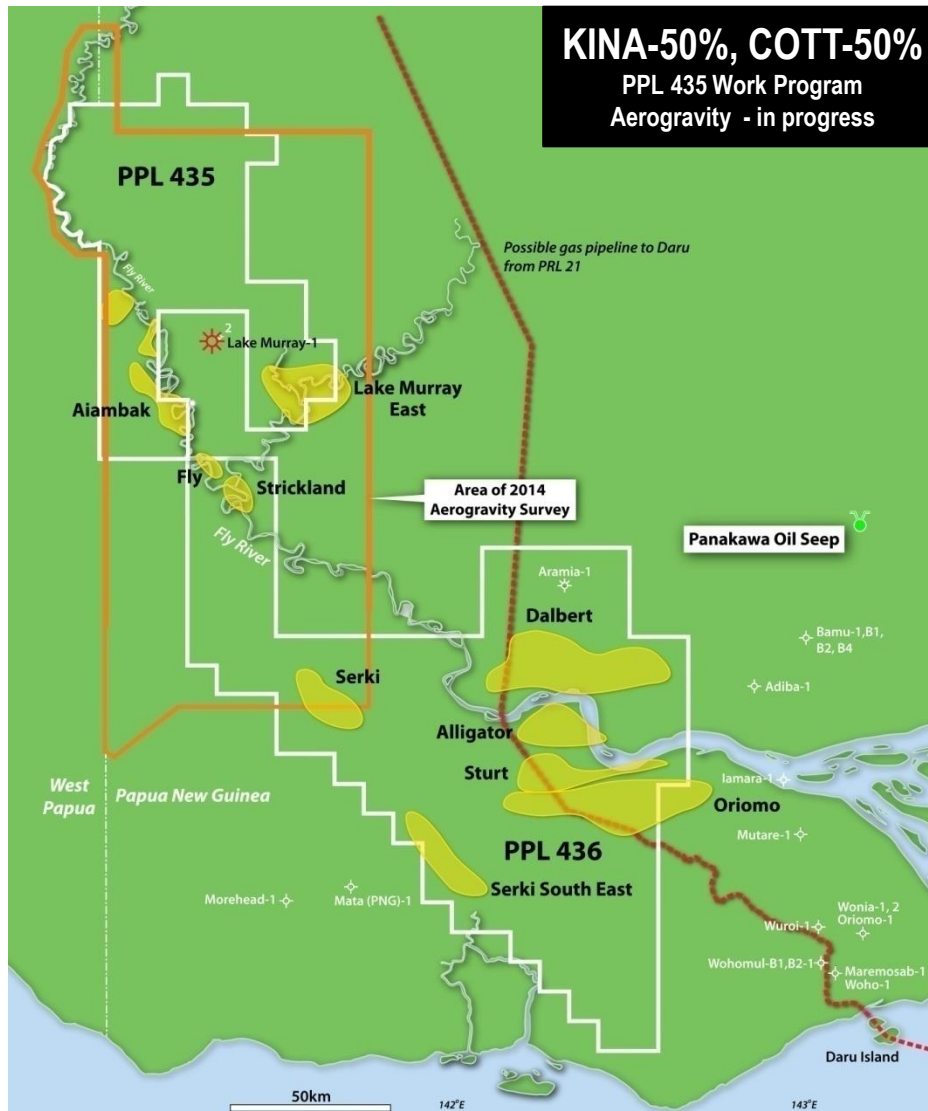 KINA-50%, COTT-50%
PPL 435 Work Program
Aerogravity - in progress
PPL 435
Possible gas pipeline to Daru
from PRL 21
Fly River
2
Lake Murray-1
Lake Murray
East
Aiambak
Fly
Strickland
Area of 2014
Aerogravity Survey
Fly River
Panakawa Oil Seep
Aramia-1
Dalbert
Bamu-1,B1,
B2, B4
Serki
Adiba-1
Alligator
Sturt
West
Papua
Papua New Guinea
Iamara-1
Oriomo
Mutare-1
PPL 436
Serki South East
Morehead-1
Mata (PNG)-1
Wonia-1, 2
Oriomo-1
Wuroi-1
Wohomul-B1,B2-1
Maremosab-1
Woho-1
Daru Island
50km
142°E
143°E